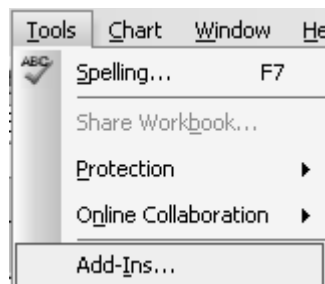 Tools Chart Window He
ABC Spelling... F7
Share Workbook...
Protection
Online Collaboration
Add-Ins...